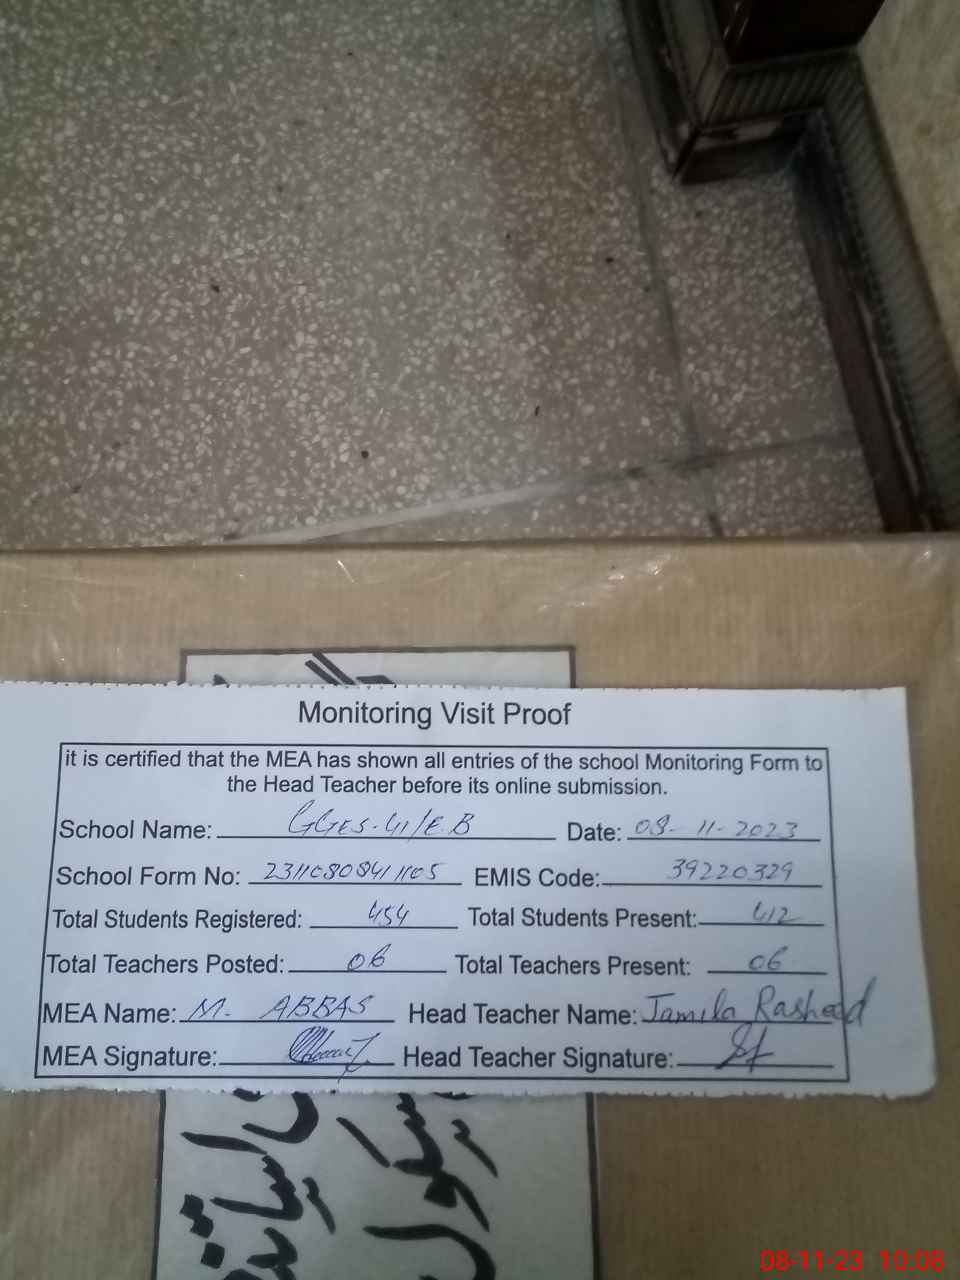 Monitoring Visit Proof
it is certified that the MEA has shown all entries of the school Monitoring Form to
the Head Teacher before its online submission.
School Name: GGES-41/E.B Date: 08-11-2023
School Form No: EMIS Code: 39220329
Total Students Registered: 454 Total Students Present: 412
Total Teachers Posted: 06 Total Teachers Present: 06
MEA Name: M. ABBAS Head Teacher Name: Jamila Rasheed
MEA Signature: Head Teacher Signature:
سکول
08-11-23 10:08